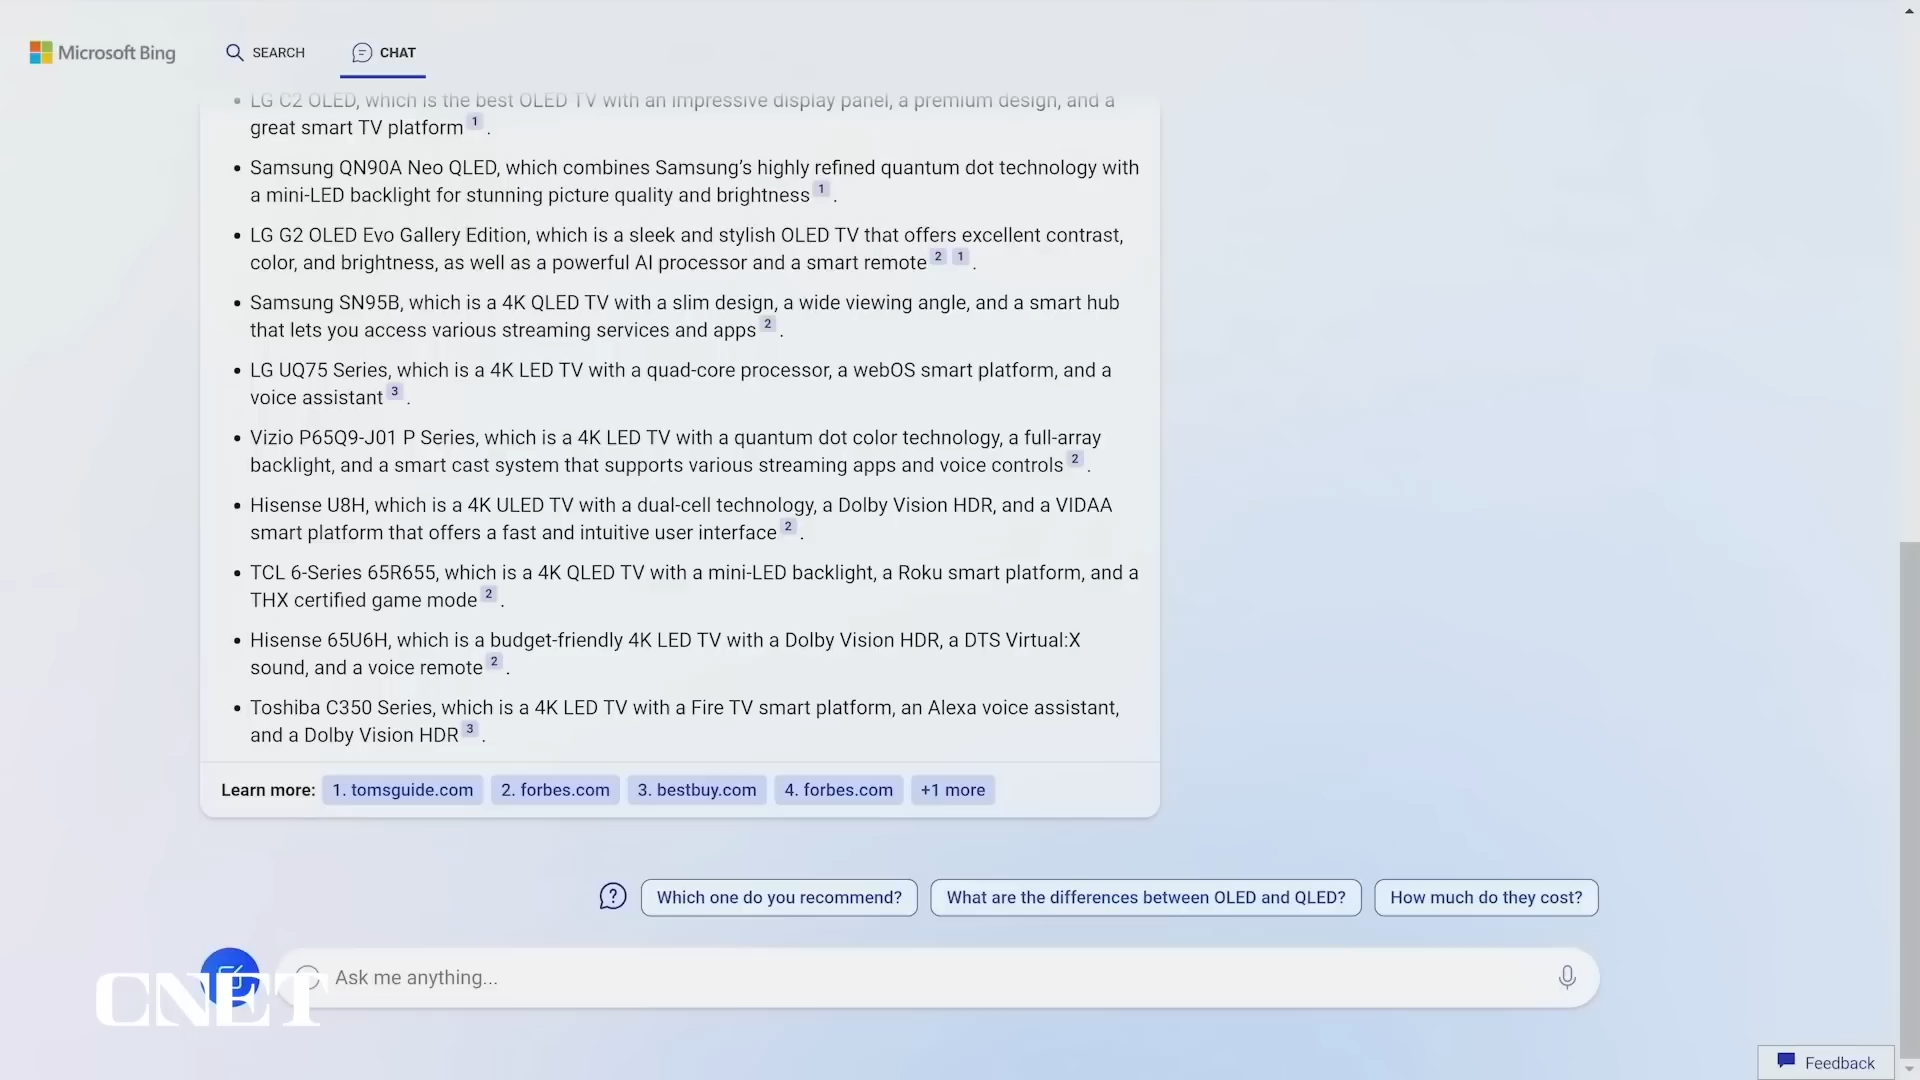 Microsoft Bing
SEARCH
CHAT
LG C2 OLED, which is the best OLED TV with an impressive display panel, a premium design, and a
great smart TV platform 1 .
Samsung QN90A Neo QLED, which combines Samsung’s highly refined quantum dot technology with
a mini-LED backlight for stunning picture quality and brightness 1 .
LG G2 OLED Evo Gallery Edition, which is a sleek and stylish OLED TV that offers excellent contrast,
color, and brightness, as well as a powerful AI processor and a smart remote 2 1 .
Samsung SN95B, which is a 4K QLED TV with a slim design, a wide viewing angle, and a smart hub
that lets you access various streaming services and apps 2 .
LG UQ75 Series, which is a 4K LED TV with a quad-core processor, a webOS smart platform, and a
voice assistant 3 .
Vizio P65Q9-J01 P Series, which is a 4K LED TV with a quantum dot color technology, a full-array
backlight, and a smart cast system that supports various streaming apps and voice controls 2 .
Hisense U8H, which is a 4K ULED TV with a dual-cell technology, a Dolby Vision HDR, and a VIDAA
smart platform that offers a fast and intuitive user interface 2 .
TCL 6-Series 65R655, which is a 4K QLED TV with a mini-LED backlight, a Roku smart platform, and a
THX certified game mode 2 .
Hisense 65U6H, which is a budget-friendly 4K LED TV with a Dolby Vision HDR, a DTS Virtual:X
sound, and a voice remote 2 .
Toshiba C350 Series, which is a 4K LED TV with a Fire TV smart platform, an Alexa voice assistant,
and a Dolby Vision HDR 3 .
Learn more: 1. tomsguide.com 2. forbes.com 3. bestbuy.com 4. forbes.com +1 more
Which one do you recommend? What are the differences between OLED and QLED? How much do they cost?
Ask me anything...
CNET
Feedback